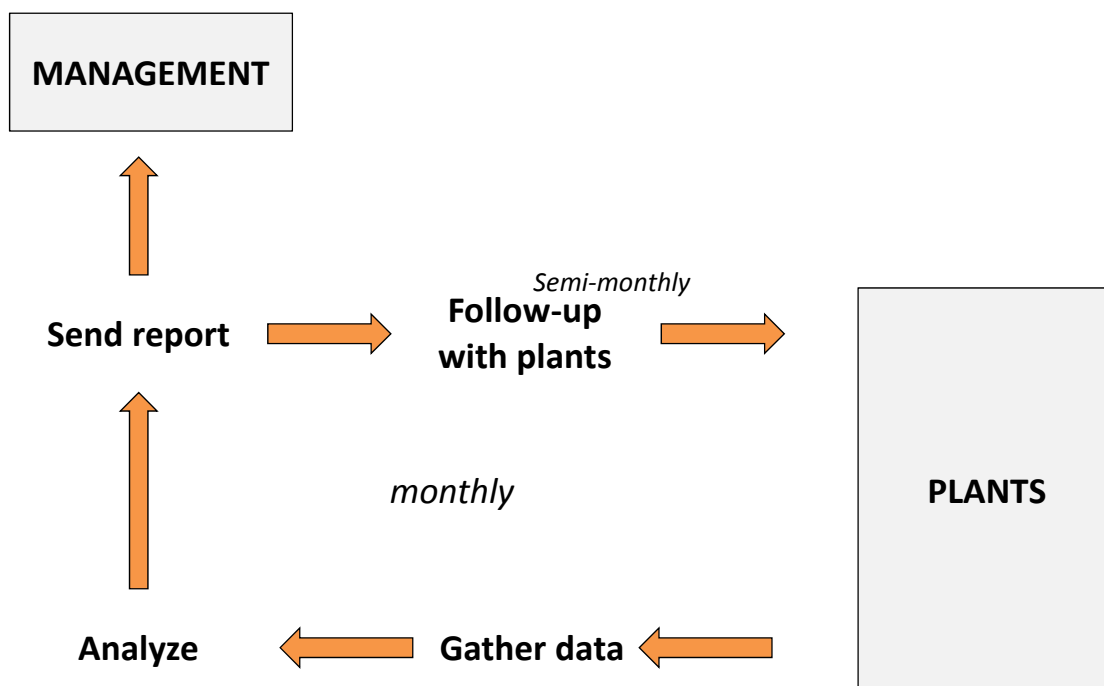 MANAGEMENT
Semi-monthly
Send report
Follow-up
with plants
monthly
PLANTS
Analyze
Gather data